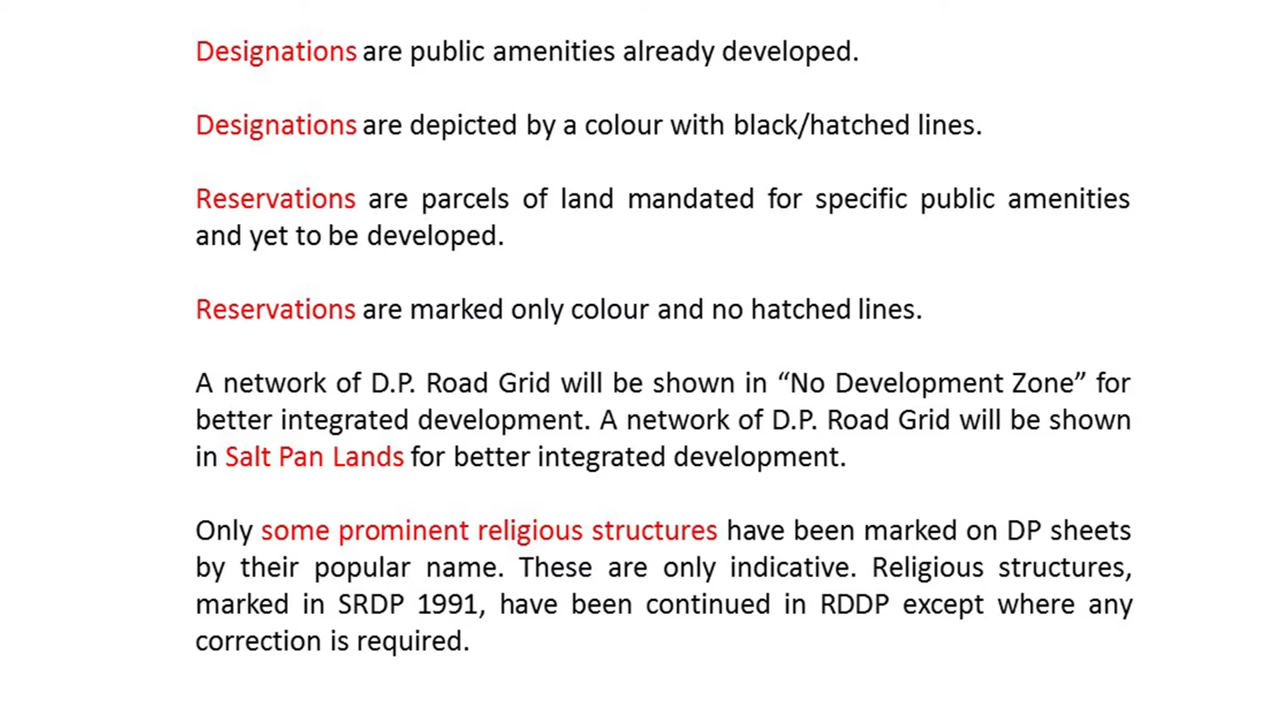 Designations are public amenities already developed.
Designations are depicted by a colour with black/hatched lines.
Reservations are parcels of land mandated for specific public amenities
and yet to be developed.
Reservations are marked only colour and no hatched lines.
A network of D.P. Road Grid will be shown in “No Development Zone” for
better integrated development. A network of D.P. Road Grid will be shown
in Salt Pan Lands for better integrated development.
Only some prominent religious structures have been marked on DP sheets
by their popular name. These are only indicative. Religious structures,
marked in SRDP 1991, have been continued in RDDP except where any
correction is required.